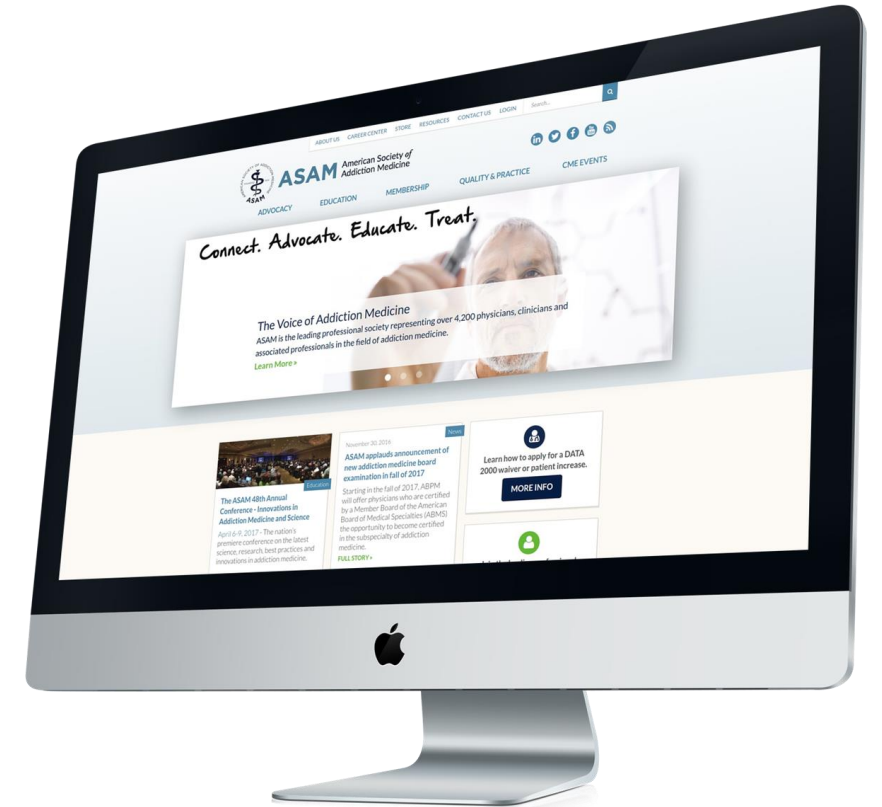 ABOUT US CAREER CENTER STORE RESOURCES CONTACT US LOGIN Search...
ASAM American Society of
Addiction Medicine
ASAM
ADVOCACY EDUCATION MEMBERSHIP QUALITY & PRACTICE CME EVENTS
Connect. Advocate. Educate. Treat.
The Voice of Addiction Medicine
ASAM is the leading professional society representing over 4,200 physicians, clinicians and
associated professionals in the field of addiction medicine.
Learn More »
Education
The ASAM 48th Annual
Conference - Innovations in
Addiction Medicine and Science
April 6-9, 2017 - The nation's
premiere conference on the latest
science, research, best practices and
innovations in addiction medicine.
News
November 30, 2016
ASAM applauds announcement of
new addiction medicine board
examination in fall of 2017
Starting in the fall of 2017, ABPM
will offer physicians who are certified
by a Member Board of the American
Board of Medical Specialties (ABMS)
the opportunity to become certified
in the subspecialty of addiction
medicine.
FULL STORY »
Learn how to apply for a DATA
2000 waiver or patient increase.
MORE INFO